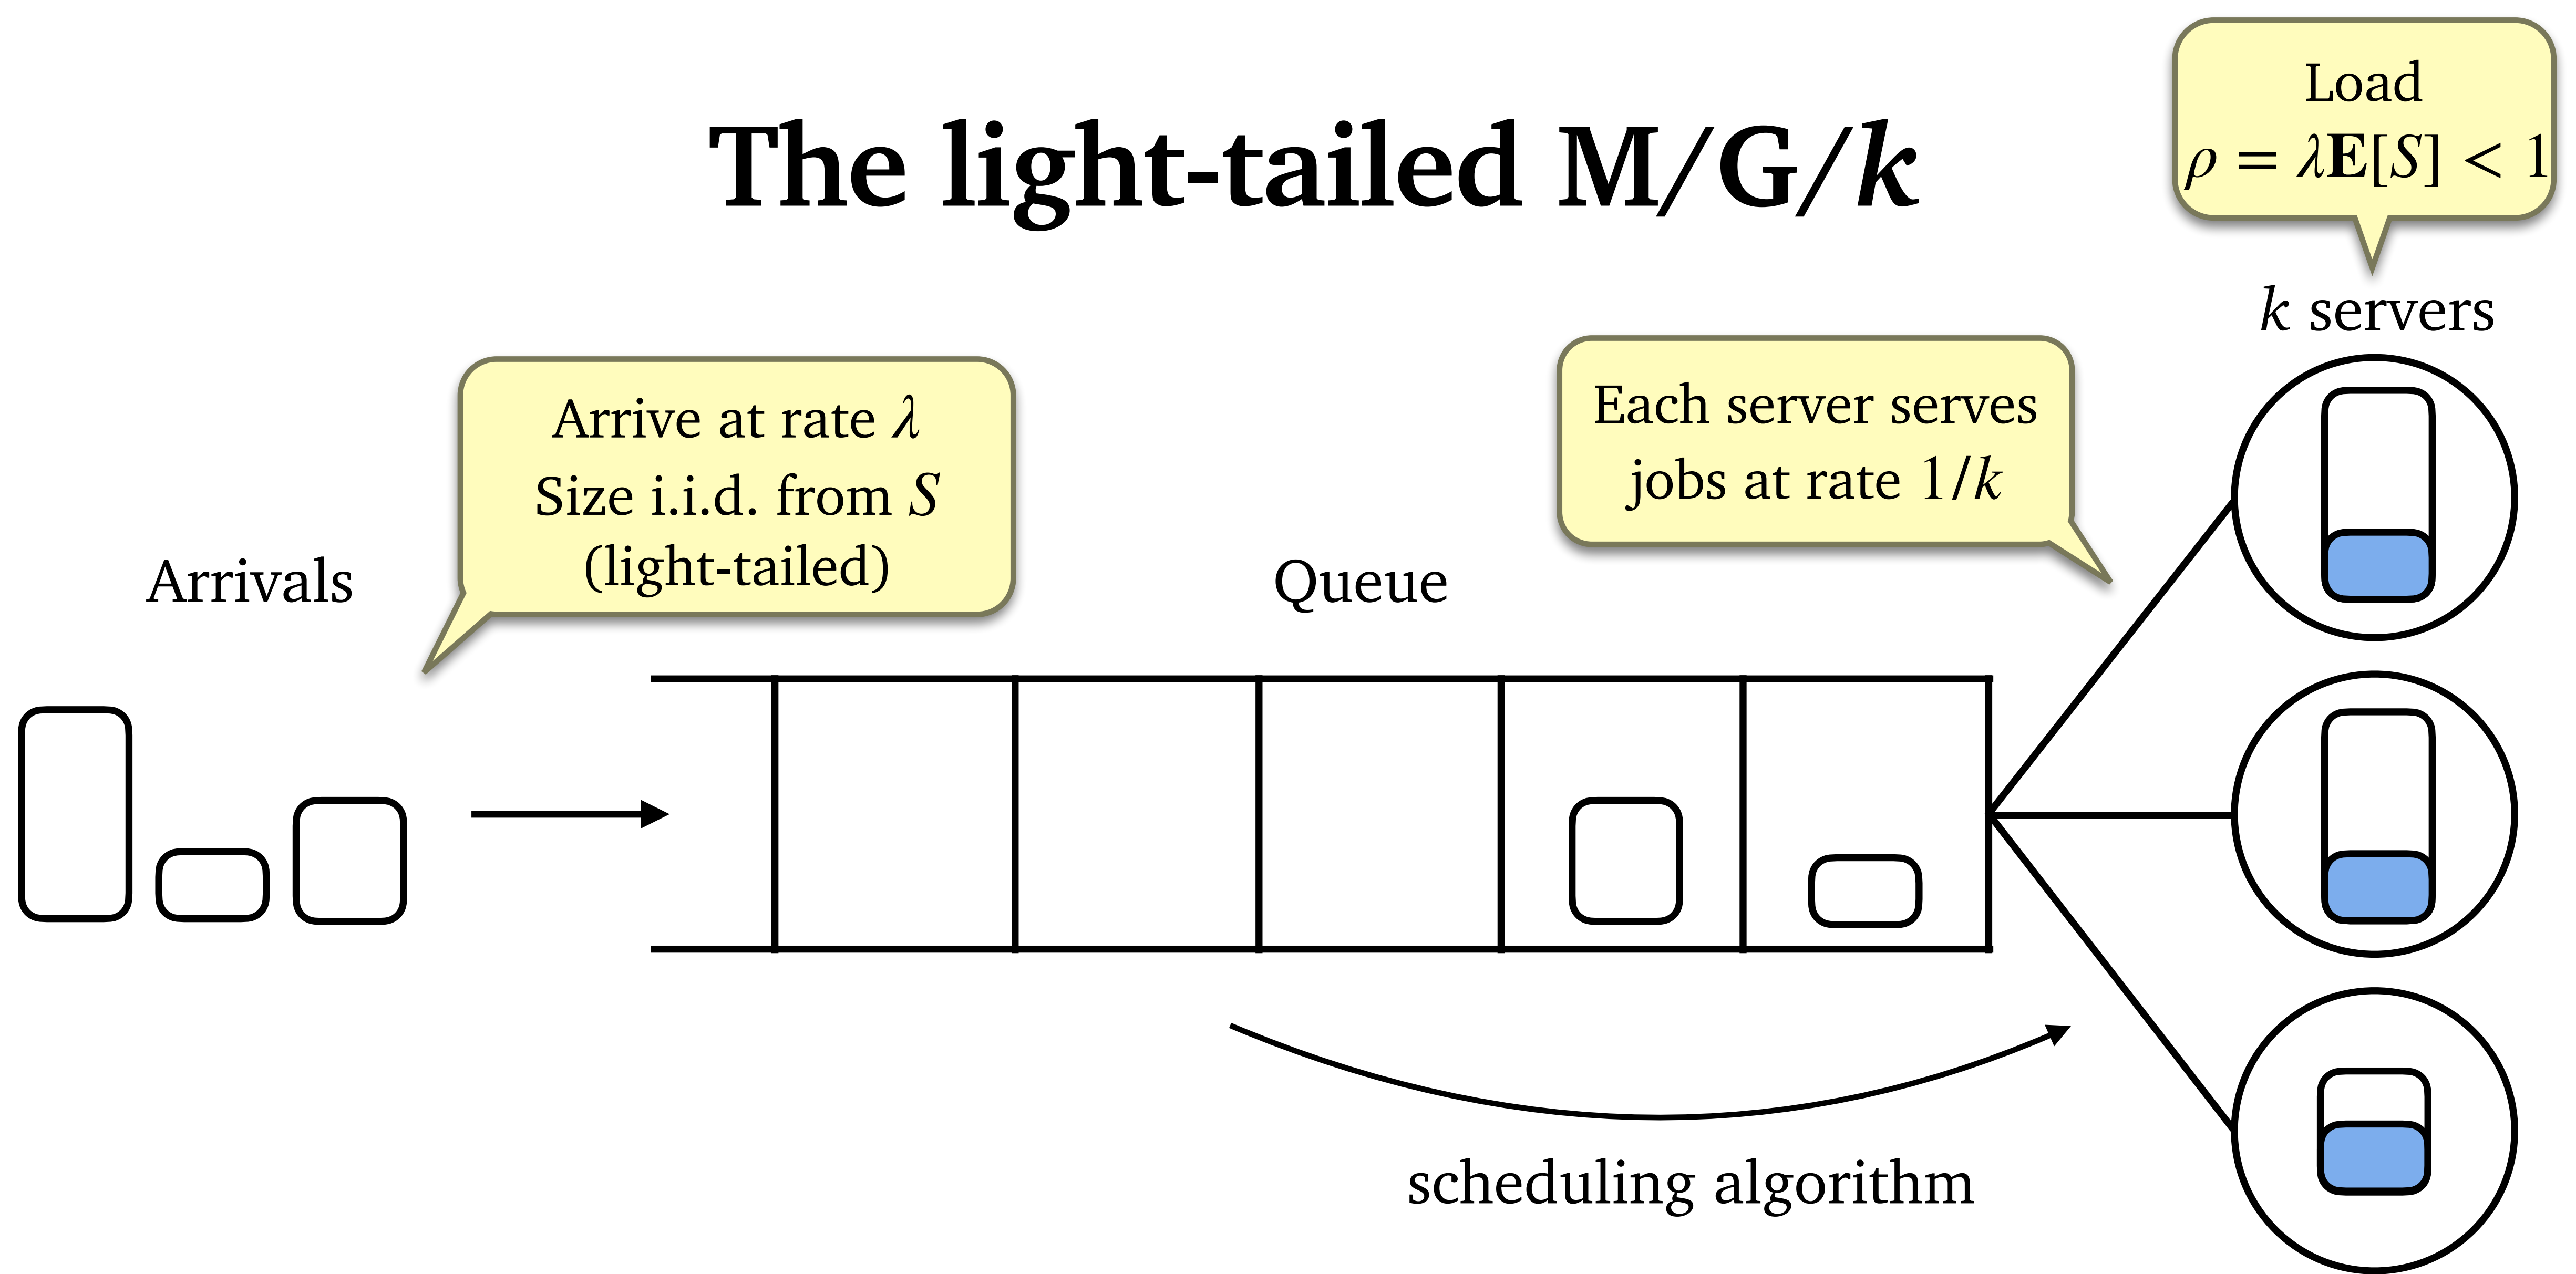 The light-tailed M/G/k
Load
ρ = λE[S] < 1
k servers
Each server serves
jobs at rate 1/k
Arrive at rate λ
Size i.i.d. from S
(light-tailed)
Arrivals
Queue
scheduling algorithm